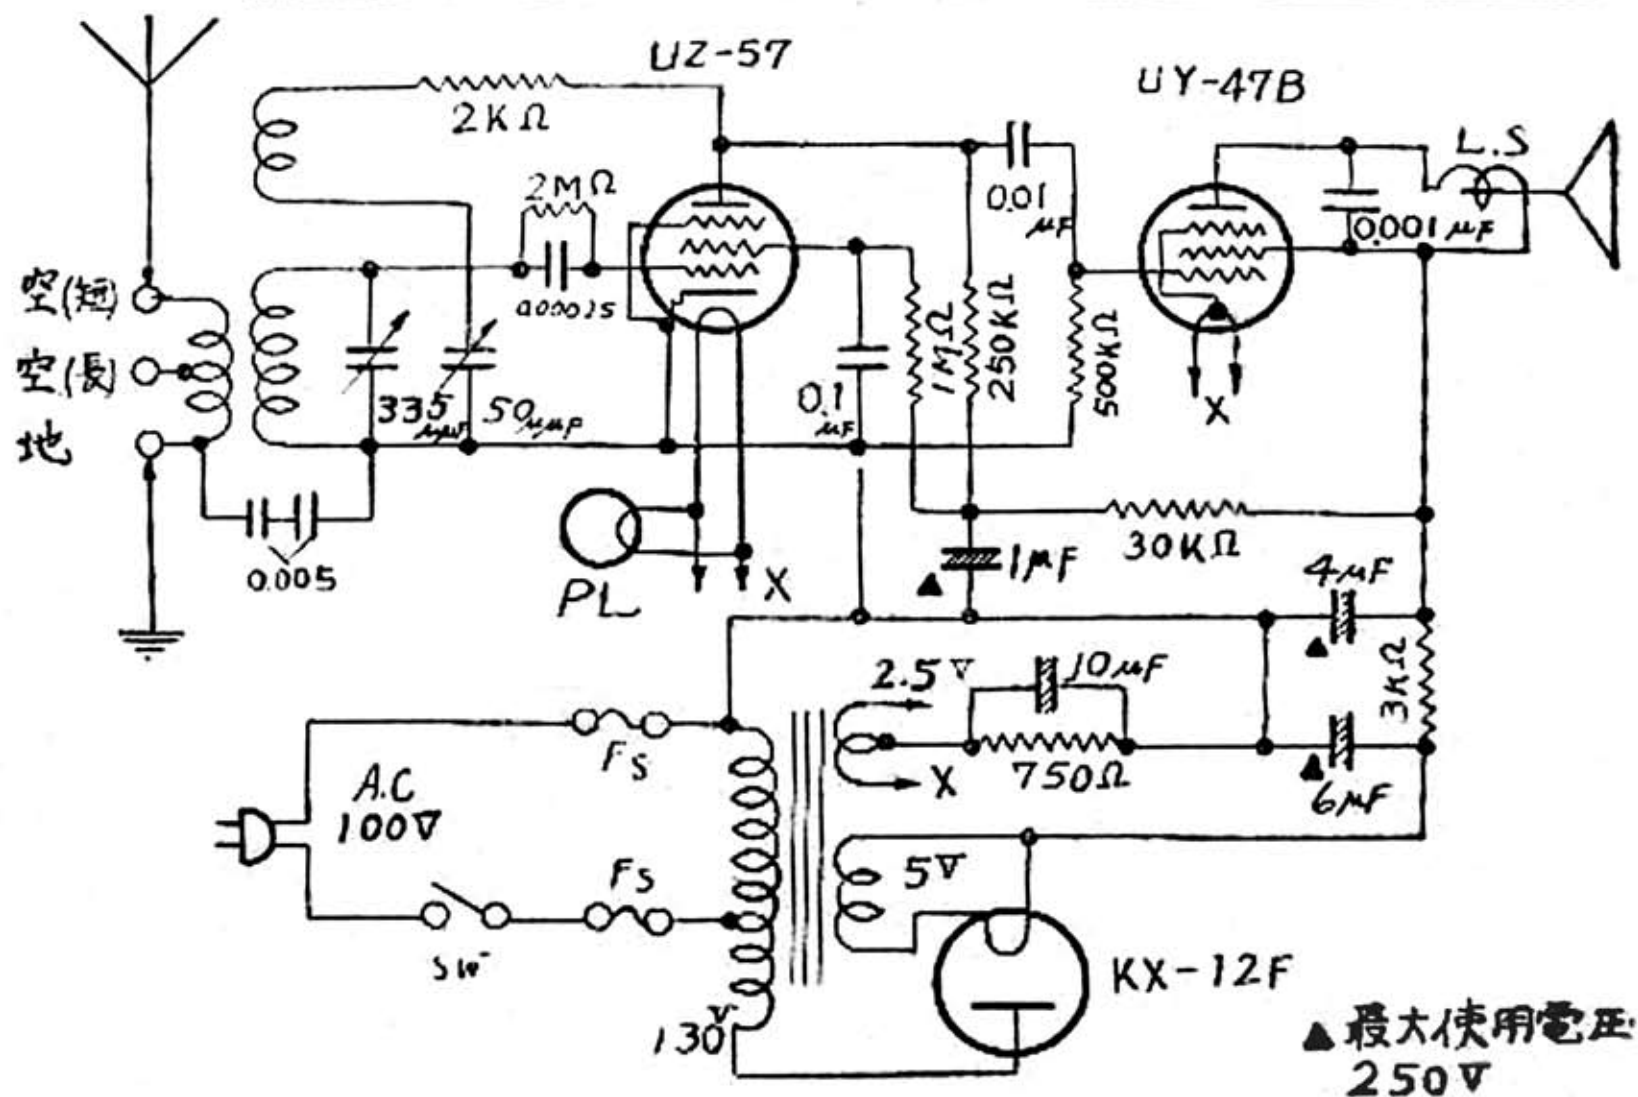 UZ-57
UY-47B
2KΩ
L.S
2MΩ
0.01
μF
0.001μF
空(短)
0.00025
1MΩ
250KΩ
500KΩ
空(長)
335
μμF
50μμF
0.1
μF
X
地
30KΩ
1μF
4μF
0.005
PL
X
▲
▲
2.5V
10μF
3KΩ
Fs
A.C
100V
750Ω
X
▲
6μF
Fs
5V
SW
KX-12F
130V
▲最大使用電圧
250V